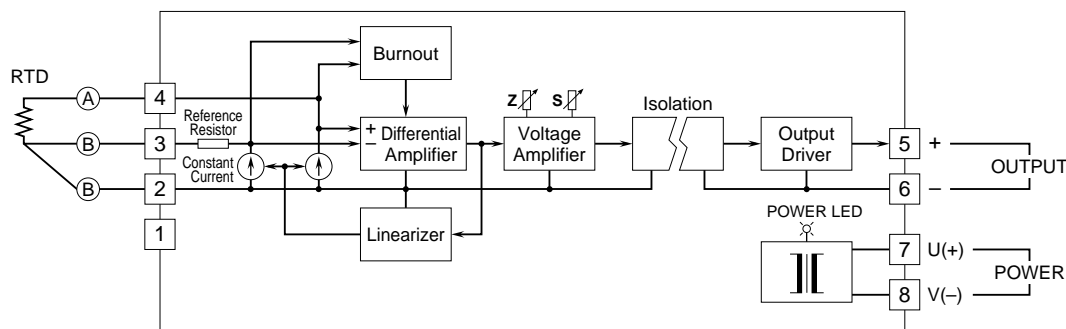 RTD
A
B
B
4
3
2
1
Reference
Resistor
Constant
Current
Burnout
+
–
Differential
Amplifier
Linearizer
Z
S
Voltage
Amplifier
Isolation
Output
Driver
5
+
6
–
OUTPUT
POWER LED
7
U(+)
8
V(–)
POWER